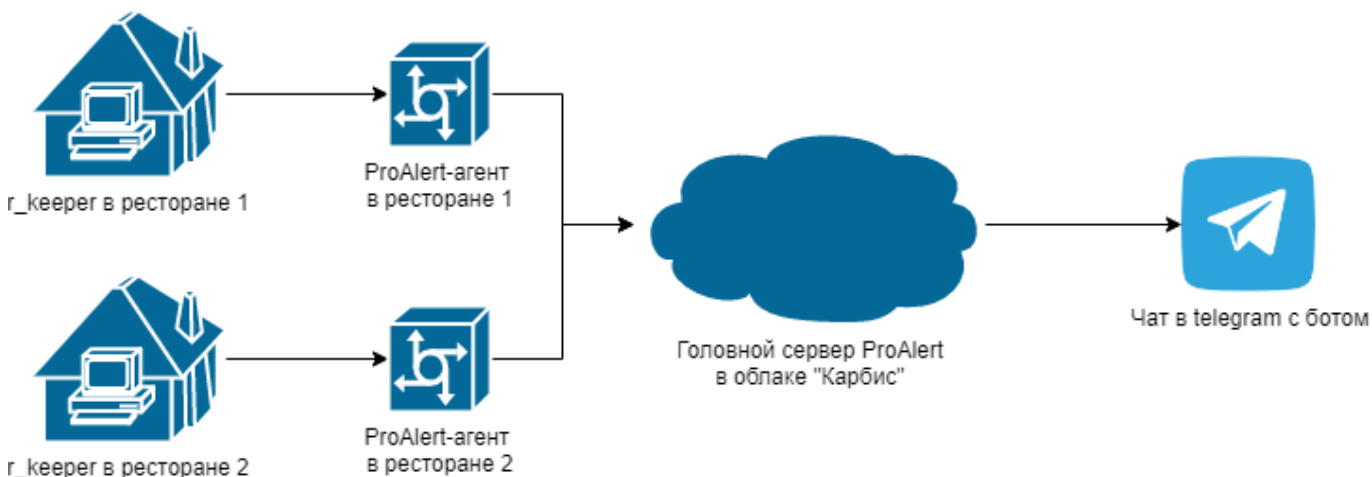 r_keeper в ресторане 1
ProAlert-агент
в ресторане 1
Головной сервер ProAlert
в облаке "Карбис"
Чат в telegram с ботом
r_keeper в ресторане 2
ProAlert-агент
в ресторане 2